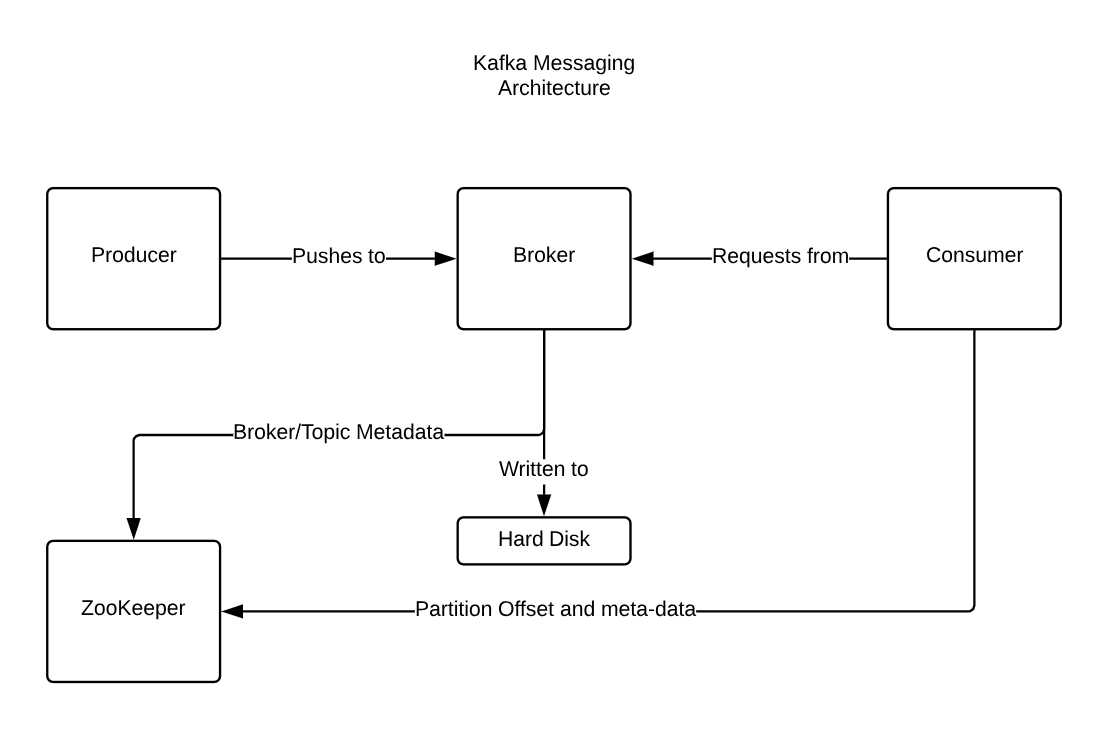 Kafka Messaging
Architecture
Producer
Pushes to
Broker
Requests from
Consumer
Broker/Topic Metadata
Written to
Hard Disk
ZooKeeper
Partition Offset and meta-data